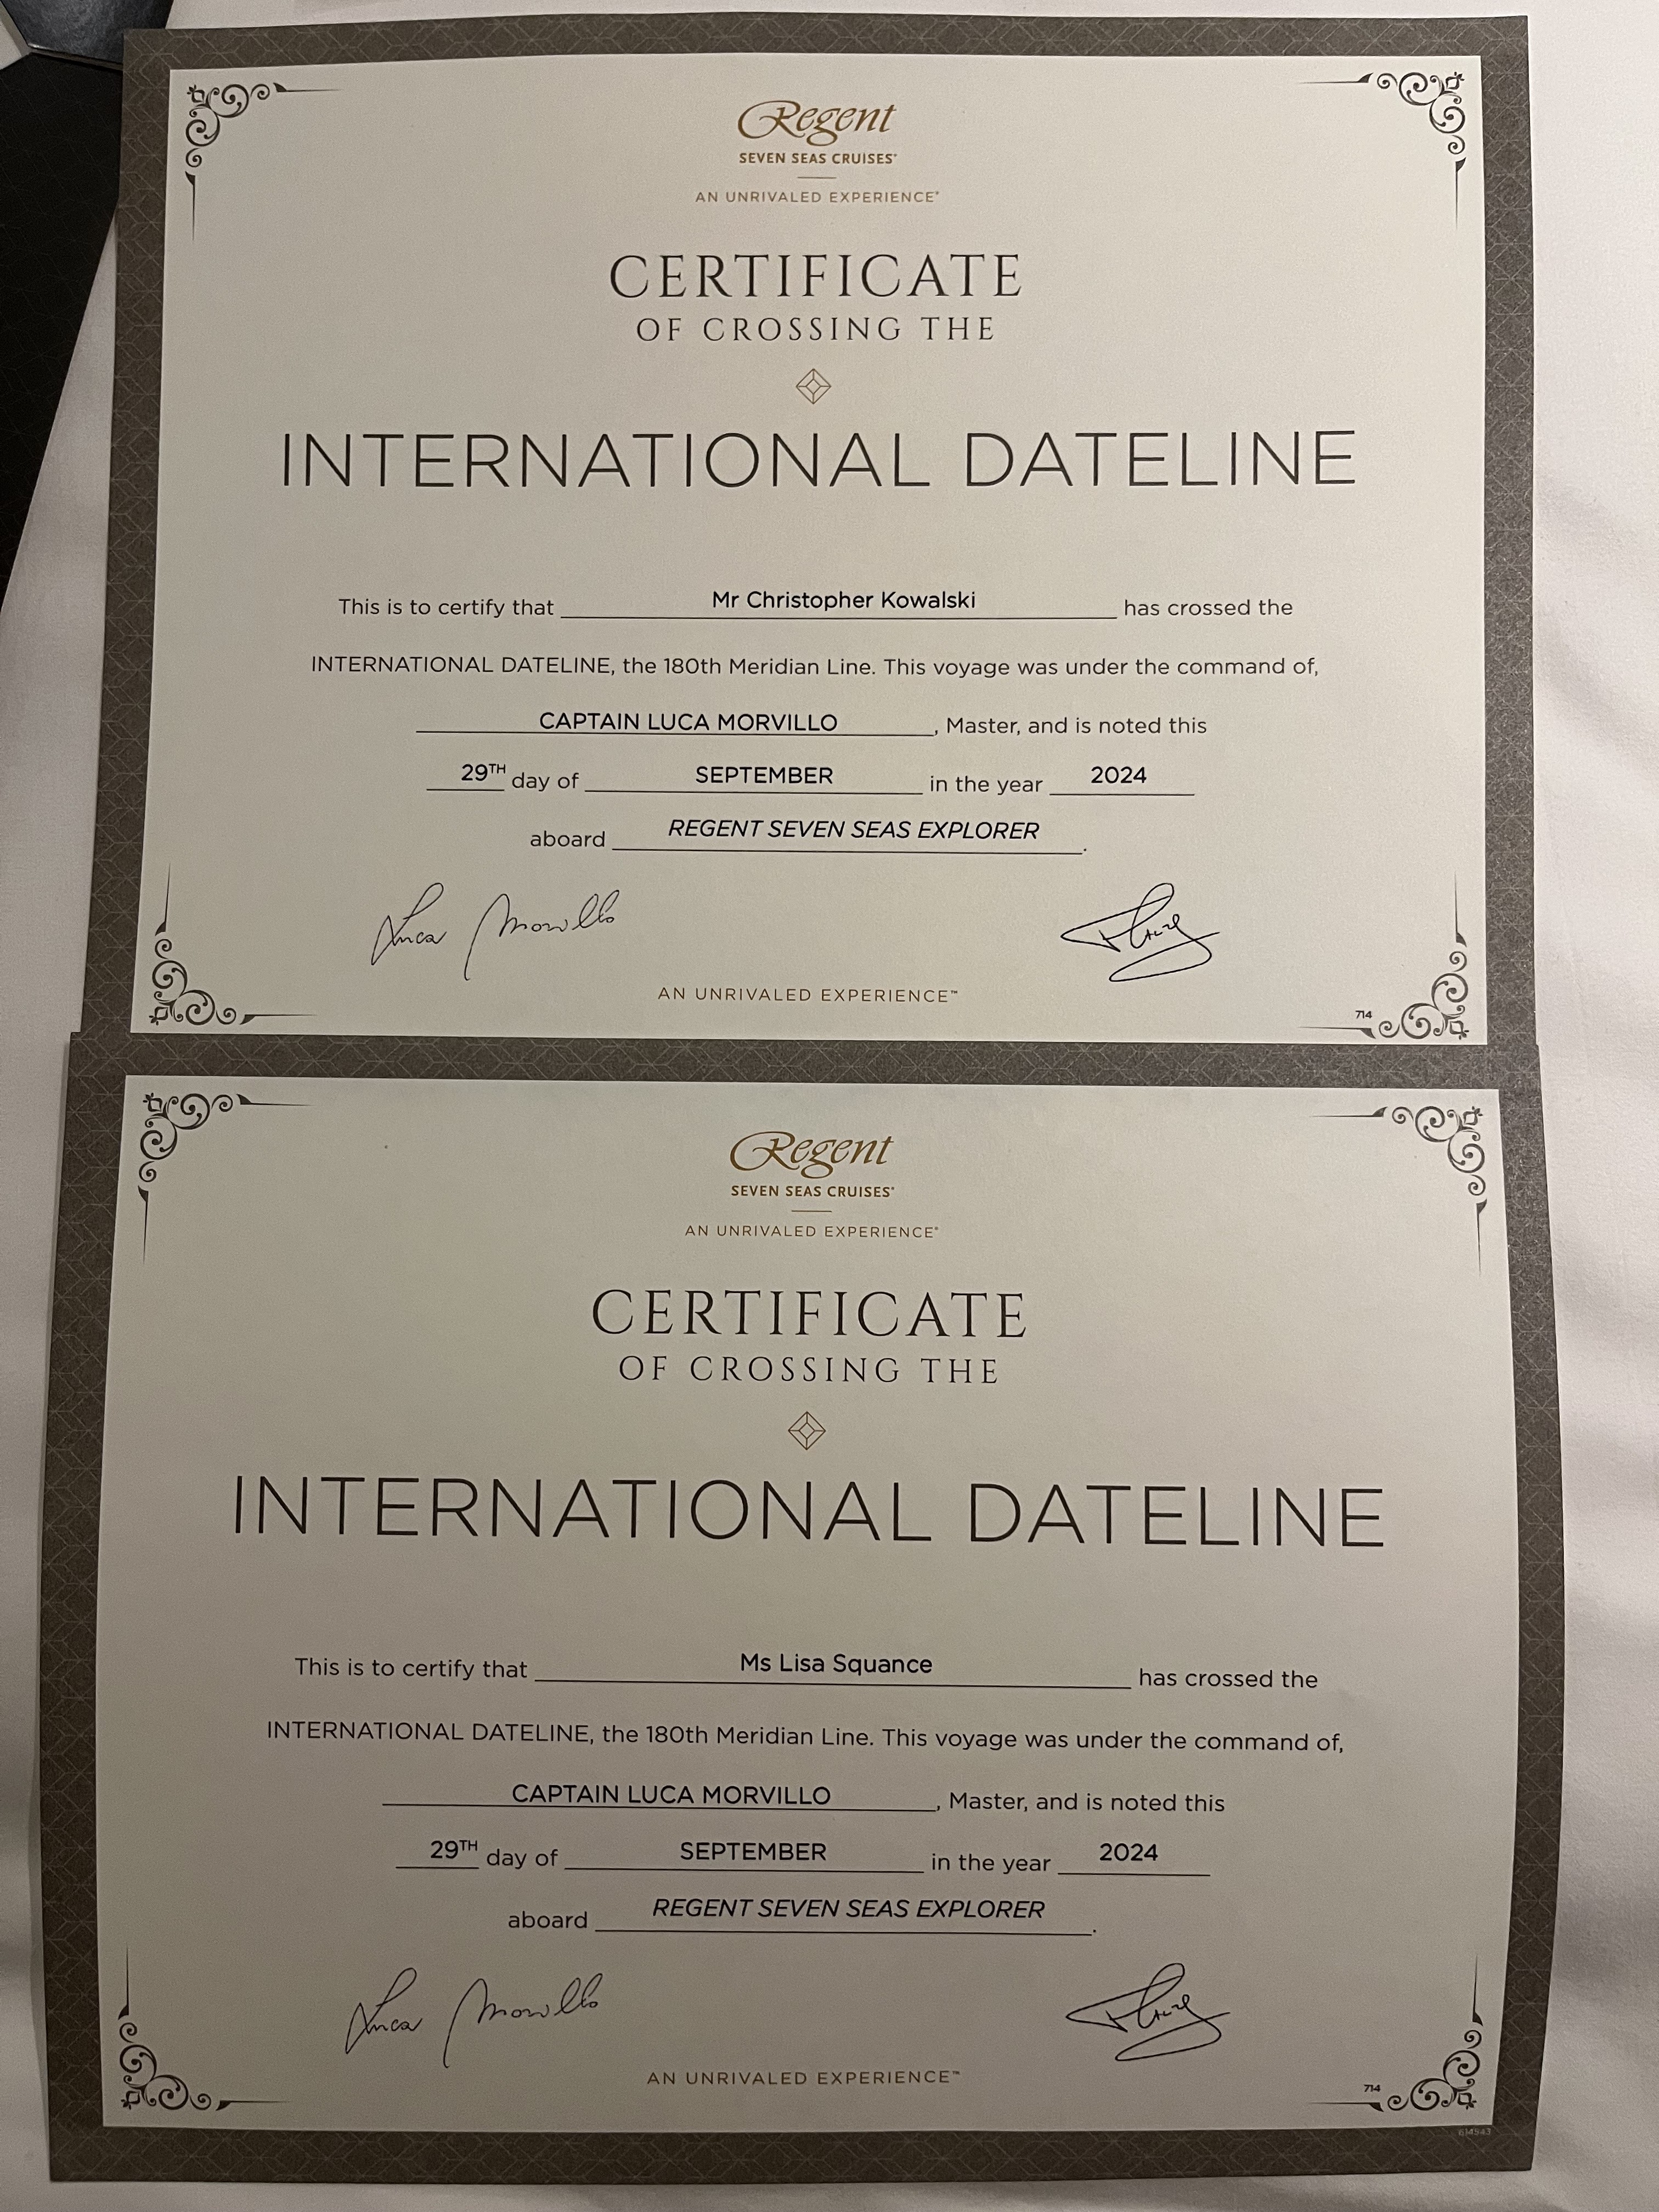 Regent
SEVEN SEAS CRUISES®
AN UNRIVALED EXPERIENCE®
CERTIFICATE
OF CROSSING THE
INTERNATIONAL DATELINE
This is to certify that Mr Christopher Kowalski has crossed the
INTERNATIONAL DATELINE, the 180th Meridian Line. This voyage was under the command of,
CAPTAIN LUCA MORVILLO, Master, and is noted this
29TH day of SEPTEMBER in the year 2024
aboard REGENT SEVEN SEAS EXPLORER.
Luca Morvillo
AN UNRIVALED EXPERIENCE™
714
Regent
SEVEN SEAS CRUISES®
AN UNRIVALED EXPERIENCE®
CERTIFICATE
OF CROSSING THE
INTERNATIONAL DATELINE
This is to certify that Ms Lisa Squance has crossed the
INTERNATIONAL DATELINE, the 180th Meridian Line. This voyage was under the command of,
CAPTAIN LUCA MORVILLO, Master, and is noted this
29TH day of SEPTEMBER in the year 2024
aboard REGENT SEVEN SEAS EXPLORER.
Luca Morvillo
AN UNRIVALED EXPERIENCE™
714